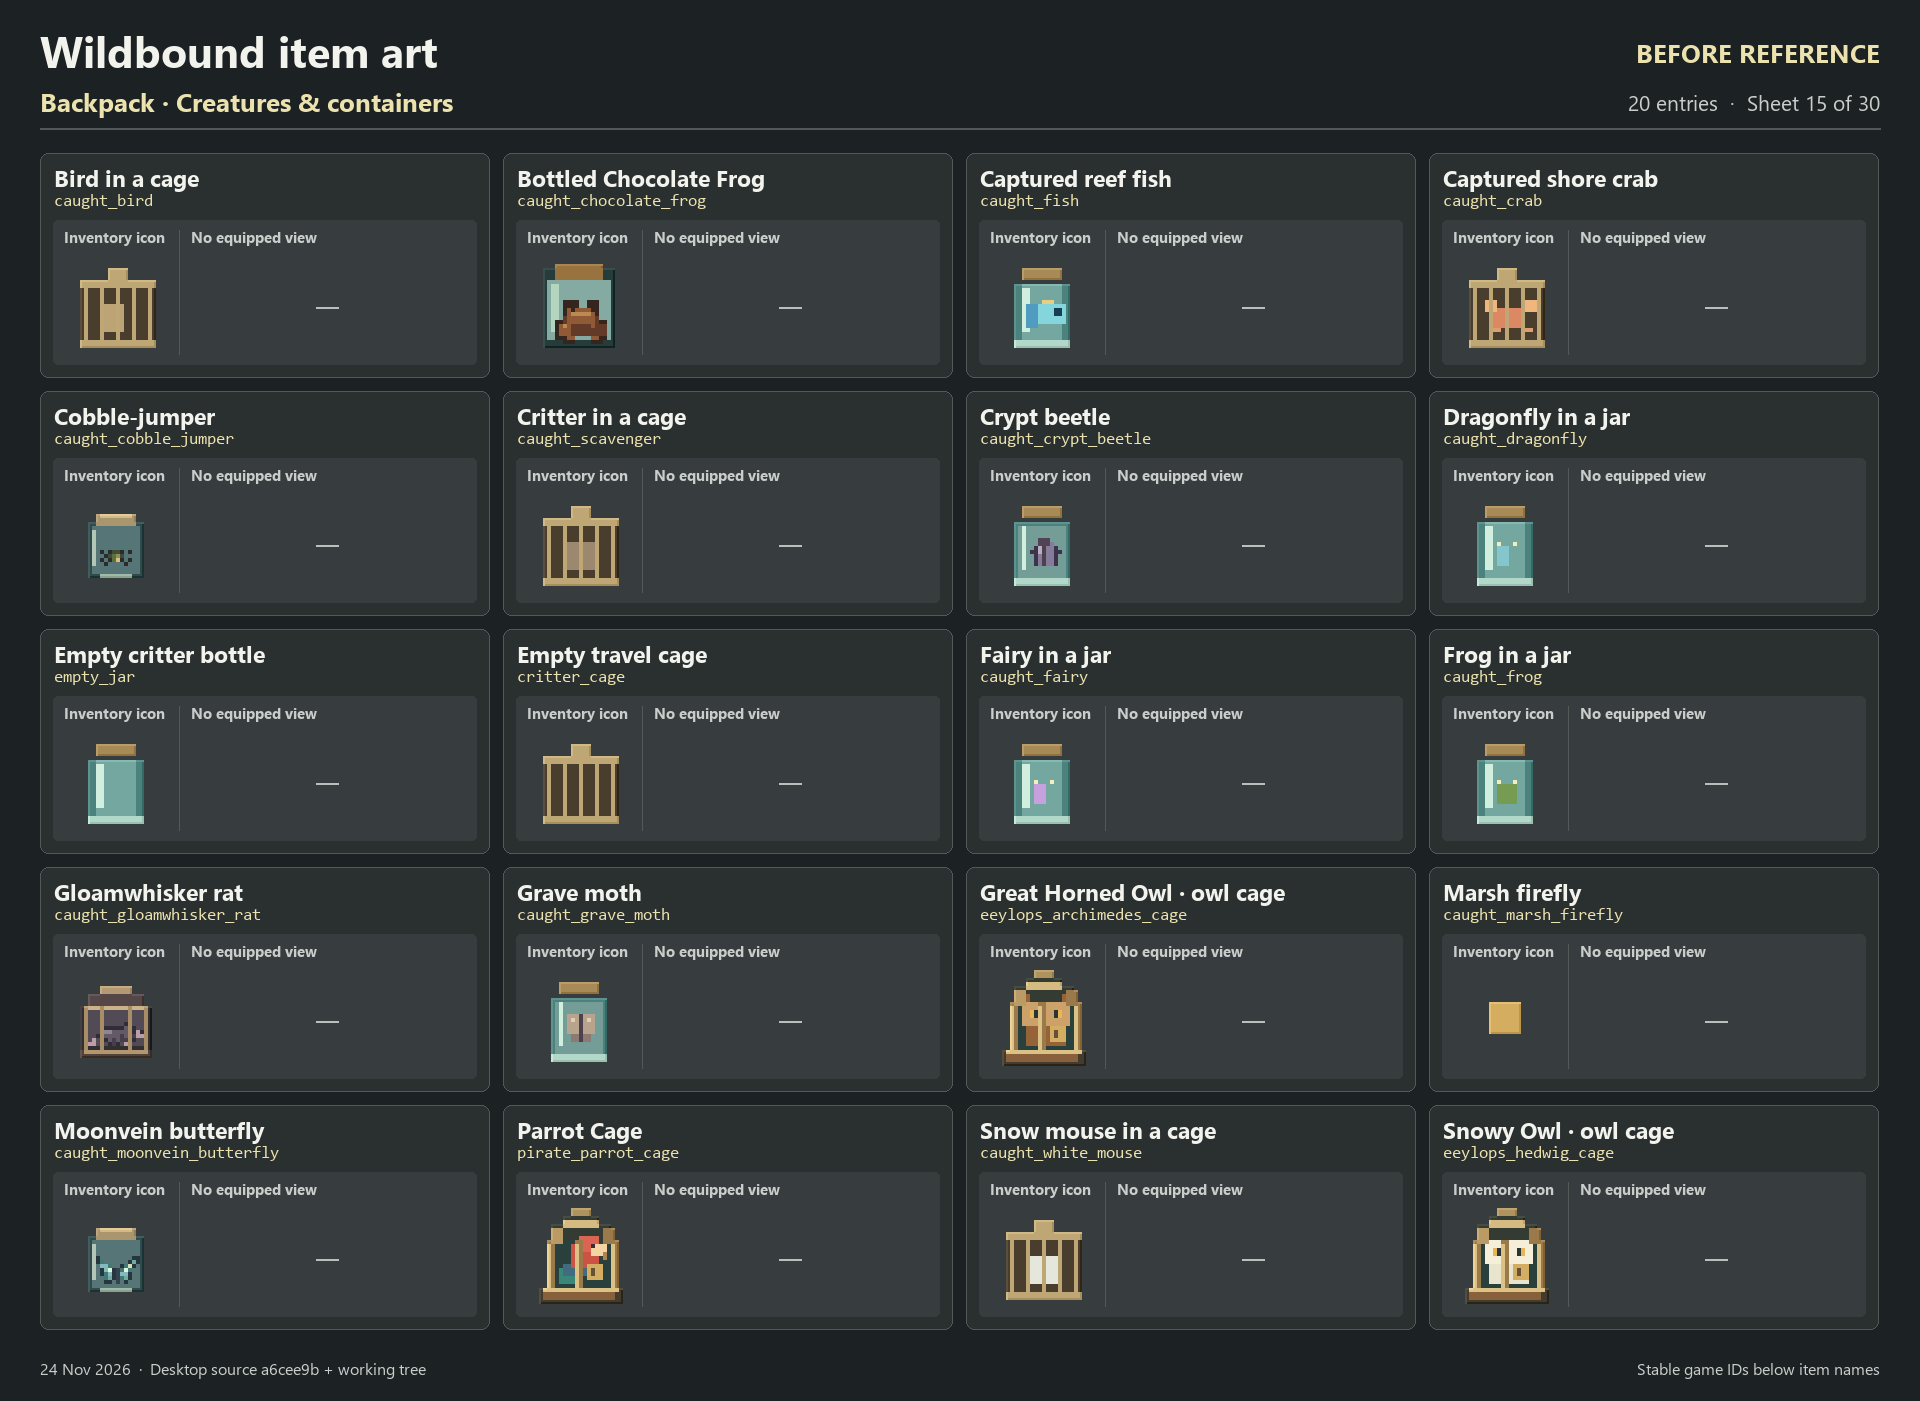 Wildbound item art
BEFORE REFERENCE
Backpack · Creatures & containers
20 entries · Sheet 15 of 30
Bird in a cage
caught_bird
Inventory icon
No equipped view
—
Bottled Chocolate Frog
caught_chocolate_frog
Inventory icon
No equipped view
—
Captured reef fish
caught_fish
Inventory icon
No equipped view
—
Captured shore crab
caught_crab
Inventory icon
No equipped view
—
Cobble-jumper
caught_cobble_jumper
Inventory icon
No equipped view
—
Critter in a cage
caught_scavenger
Inventory icon
No equipped view
—
Crypt beetle
caught_crypt_beetle
Inventory icon
No equipped view
—
Dragonfly in a jar
caught_dragonfly
Inventory icon
No equipped view
—
Empty critter bottle
empty_jar
Inventory icon
No equipped view
—
Empty travel cage
critter_cage
Inventory icon
No equipped view
—
Fairy in a jar
caught_fairy
Inventory icon
No equipped view
—
Frog in a jar
caught_frog
Inventory icon
No equipped view
—
Gloamwhisker rat
caught_gloamwhisker_rat
Inventory icon
No equipped view
—
Grave moth
caught_grave_moth
Inventory icon
No equipped view
—
Great Horned Owl · owl cage
eeylops_archimedes_cage
Inventory icon
No equipped view
—
Marsh firefly
caught_marsh_firefly
Inventory icon
No equipped view
—
Moonvein butterfly
caught_moonvein_butterfly
Inventory icon
No equipped view
—
Parrot Cage
pirate_parrot_cage
Inventory icon
No equipped view
—
Snow mouse in a cage
caught_white_mouse
Inventory icon
No equipped view
—
Snowy Owl · owl cage
eeylops_hedwig_cage
Inventory icon
No equipped view
—
24 Nov 2026 · Desktop source a6cee9b + working tree
Stable game IDs below item names